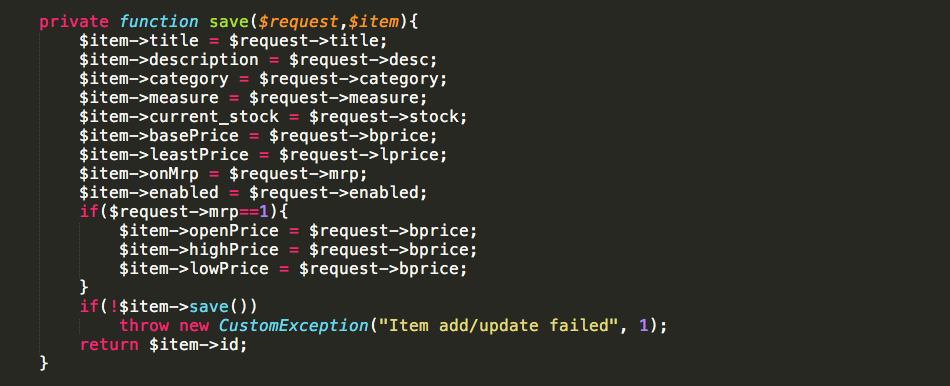 private function save($request,$item){
$item->title = $request->title;
$item->description = $request->desc;
$item->category = $request->category;
$item->measure = $request->measure;
$item->current_stock = $request->stock;
$item->basePrice = $request->bprice;
$item->leastPrice = $request->lprice;
$item->onMrp = $request->mrp;
$item->enabled = $request->enabled;
if($request->mrp==1){
$item->openPrice = $request->bprice;
$item->highPrice = $request->bprice;
$item->lowPrice = $request->bprice;
}
if(!$item->save())
throw new CustomException("Item add/update failed", 1);
return $item->id;
}